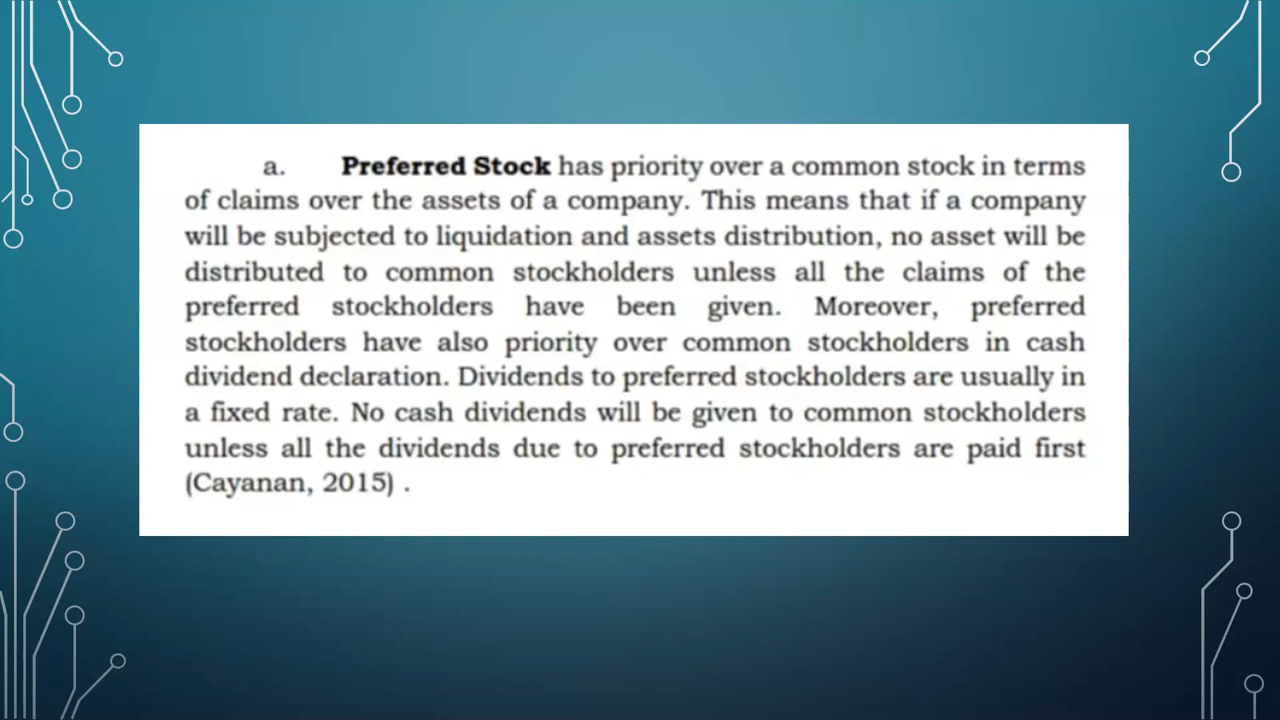 a. Preferred Stock has priority over a common stock in terms
of claims over the assets of a company. This means that if a company
will be subjected to liquidation and assets distribution, no asset will be
distributed to common stockholders unless all the claims of the
preferred stockholders have been given. Moreover, preferred
stockholders have also priority over common stockholders in cash
dividend declaration. Dividends to preferred stockholders are usually in
a fixed rate. No cash dividends will be given to common stockholders
unless all the dividends due to preferred stockholders are paid first
(Cayanan, 2015) .